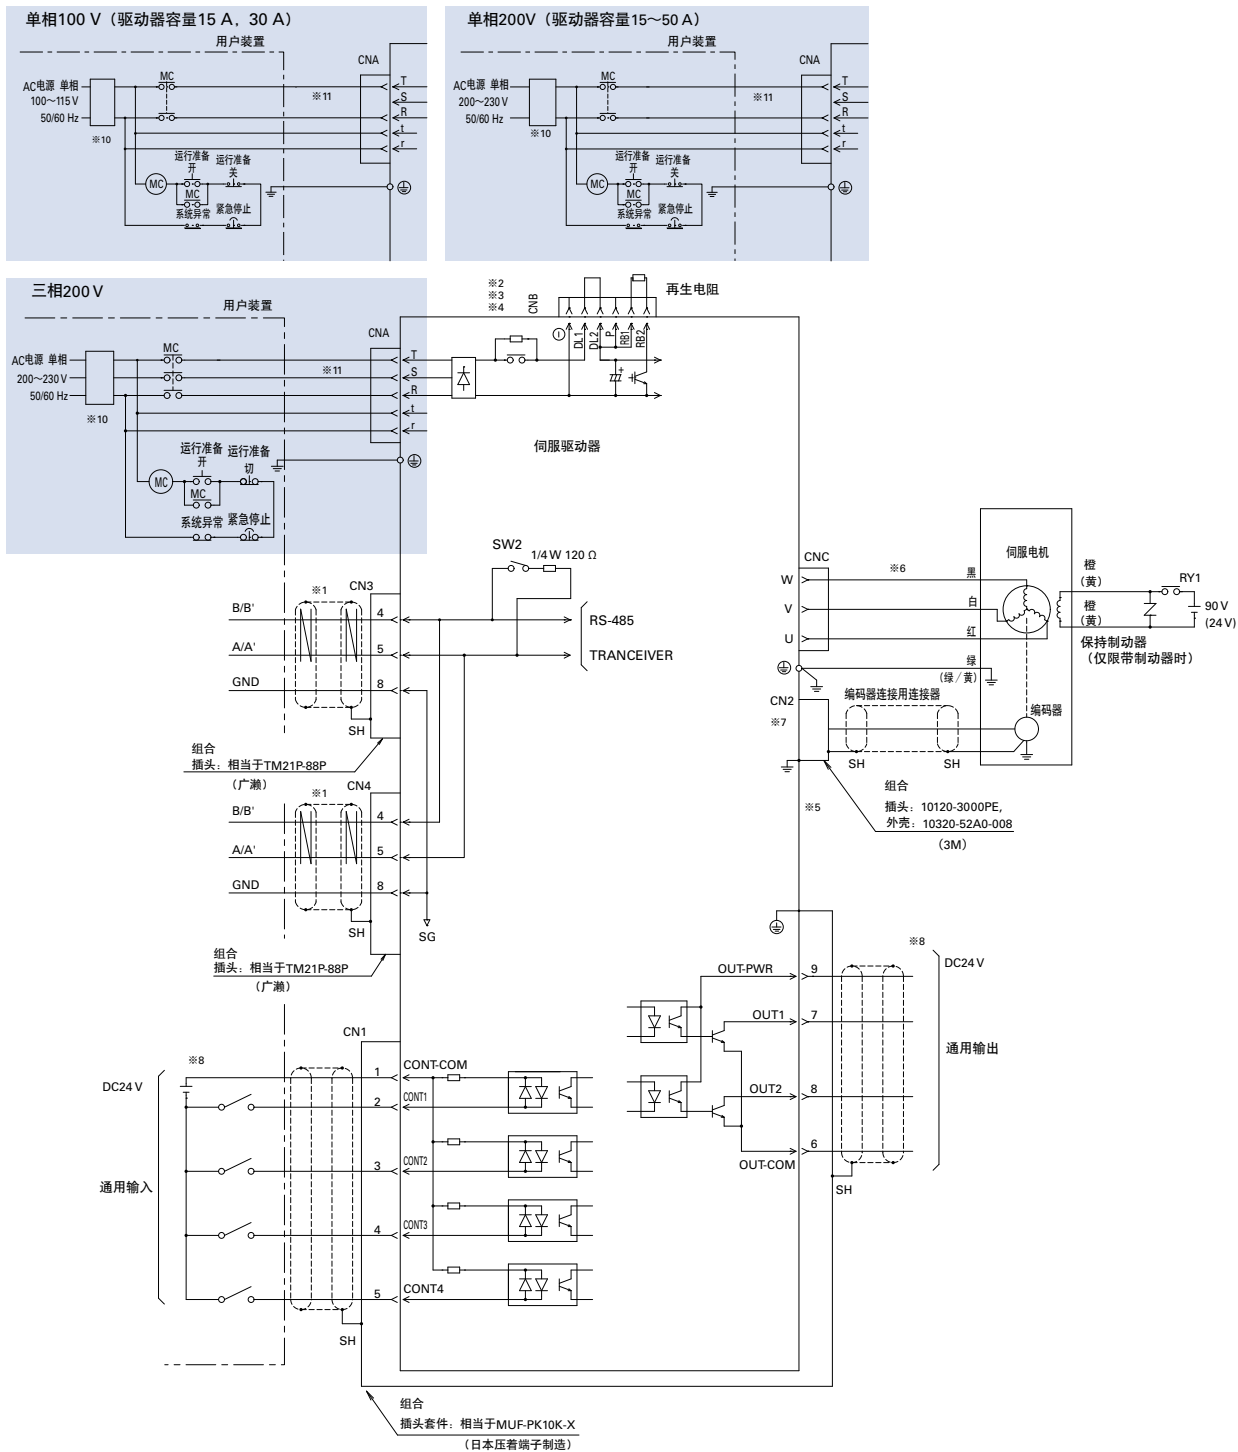 单相100 V（驱动器容量15 A，30 A）
用户装置
CNA
AC电源 单相
100～115 V
50/60 Hz
MC
※10
※11
T
S
R
t
r
运行准备
开
运行准备
关
MC
MC
系统异常
紧急停止
单相200V（驱动器容量15～50 A）
用户装置
CNA
AC电源 单相
200～230 V
50/60 Hz
MC
※10
※11
T
S
R
t
r
运行准备
开
运行准备
关
MC
MC
系统异常
紧急停止
三相200 V
用户装置
CNA
AC电源 单相
200～230 V
50/60 Hz
MC
※10
※11
T
S
R
t
r
运行准备
开
运行准备
切
MC
MC
系统异常
紧急停止
※2
※3
※4
CNB
再生电阻
DL1
DL2
P
RB1
RB2
+
伺服驱动器
SW2
1/4 W 120 Ω
RS-485
TRANCEIVER
※1
CN3
B/B'
4
A/A'
5
GND
8
SH
组合
插头：相当于TM21P-88P
（广濑）
※1
CN4
B/B'
4
A/A'
5
GND
8
SH
SG
组合
插头：相当于TM21P-88P
（广濑）
CNC
W
V
U
※6
黑
白
红
绿
（绿/黄）
伺服电机
橙
（黄）
橙
（黄）
RY1
90 V
(24 V)
保持制动器
（仅限带制动器时）
CN2
※7
编码器连接用连接器
编码器
SH
SH
※5
组合
插头：10120-3000PE,
外壳：10320-52A0-008
（3M）
※8
DC24 V
OUT-PWR
9
OUT1
7
OUT2
8
OUT-COM
6
SH
通用输出
CN1
※8
DC24 V
通用输入
1
CONT-COM
2
CONT1
3
CONT2
4
CONT3
5
CONT4
SH
组合
插头套件：相当于MUF-PK10K-X
（日本压着端子制造）